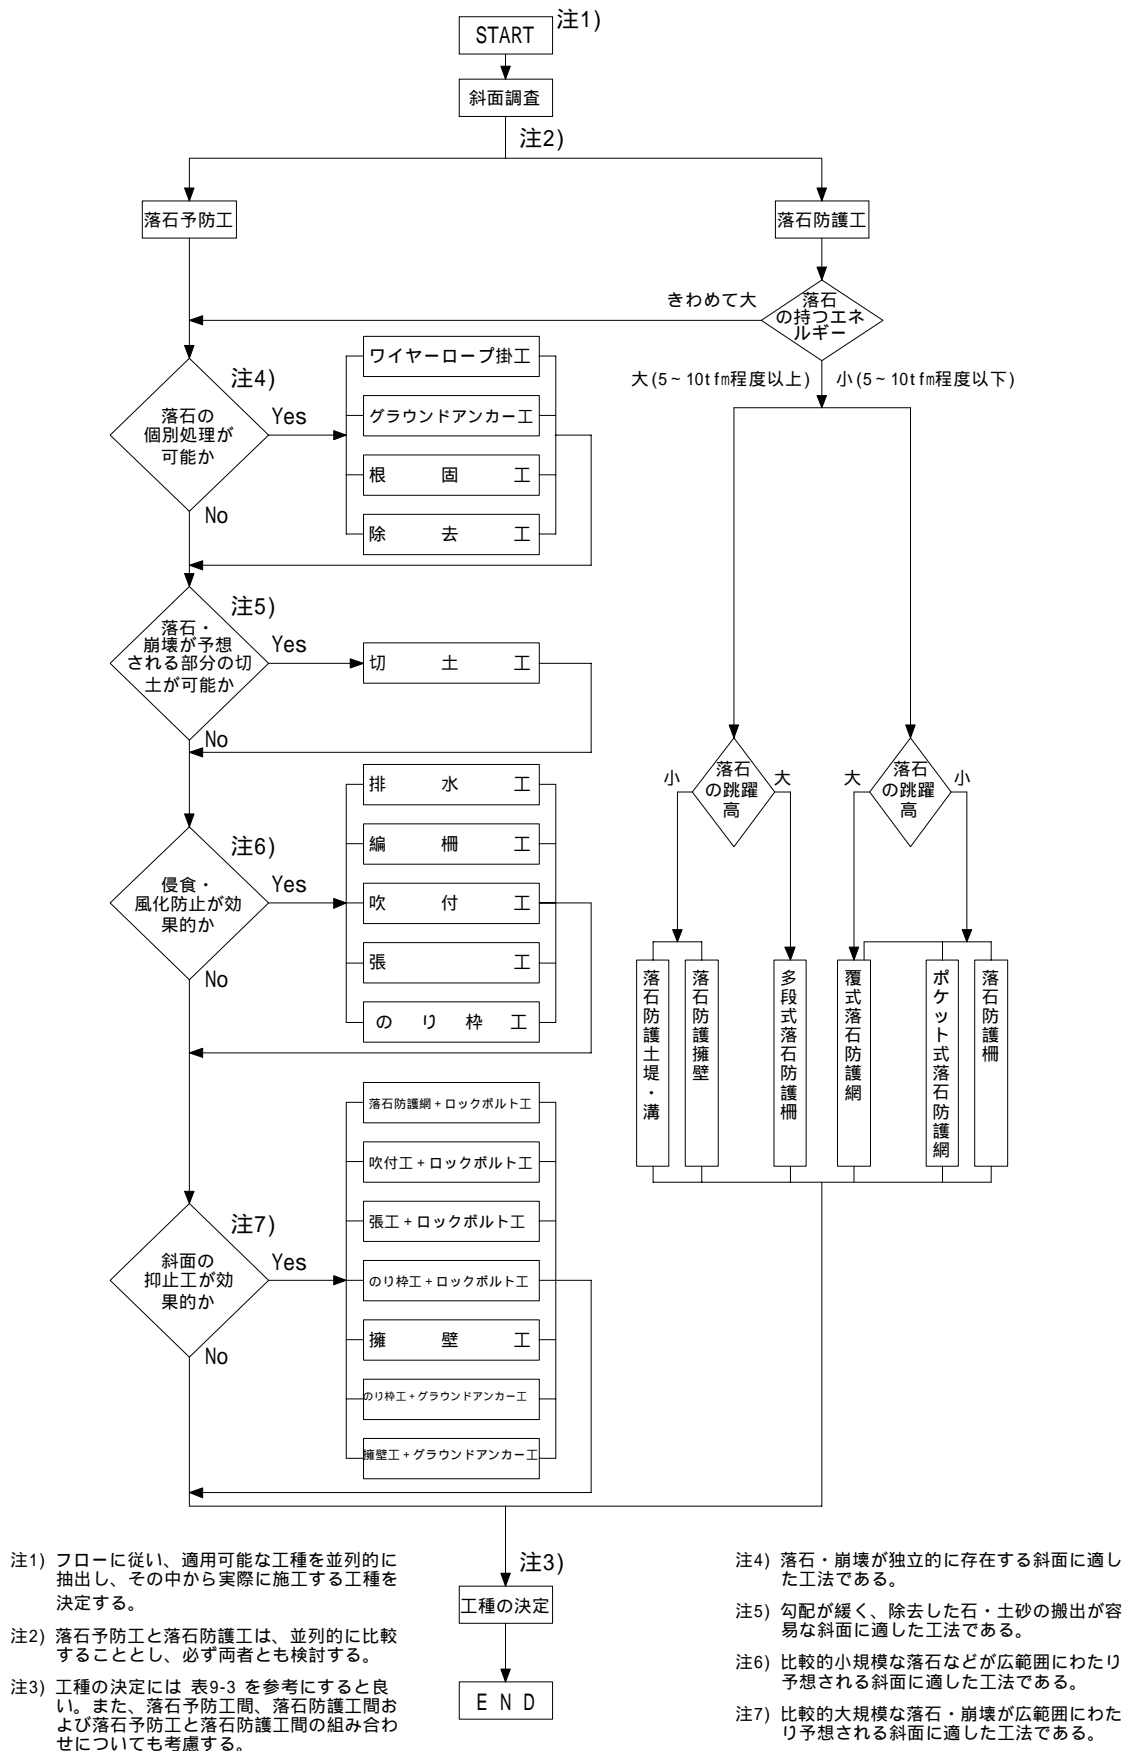 START
注1)
斜面調査
注2)
落石予防工
落石防護工
きわめて大
落石
の持つエネ
ルギー
大(5~10tfm程度以上)
小(5~10tfm程度以下)
注4)
落石の
個別処理が
可能か
Yes
No
ワイヤーロープ掛工
グラウンドアンカー工
根 固 工
除 去 工
注5)
落石・
崩壊が予想
される部分の切
土が可能か
Yes
No
切 土 工
小
落石
の跳躍
高
大
大
落石
の跳躍
高
小
注6)
侵食・
風化防止が効
果的か
Yes
No
排 水 工
編 柵 工
吹 付 工
張 工
の り 枠 工
落石防護土堤・溝
落石防護擁壁
多段式落石防護柵
覆式落石防護網
ポケット式落石防護網
落石防護柵
注7)
斜面の
抑止工が効
果的か
Yes
No
落石防護網+ロックボルト工
吹付工+ロックボルト工
張工+ロックボルト工
のり枠工+ロックボルト工
擁 壁 工
のり枠工+グラウンドアンカー工
擁壁工+グラウンドアンカー工
注3)
工種の決定
E N D
注1) フローに従い、適用可能な工種を並列的に
抽出し、その中から実際に施工する工種を
決定する。
注2) 落石予防工と落石防護工は、並列的に比較
することとし、必ず両者とも検討する。
注3) 工種の決定には 表9-3 を参考にすると良
い。また、落石予防工間、落石防護工間お
よび落石予防工と落石防護工間の組み合わ
せについても考慮する。
注4) 落石・崩壊が独立的に存在する斜面に適し
た工法である。
注5) 勾配が緩く、除去した石・土砂の搬出が容
易な斜面に適した工法である。
注6) 比較的小規模な落石などが広範囲にわたり
予想される斜面に適した工法である。
注7) 比較的大規模な落石・崩壊が広範囲にわた
り予想される斜面に適した工法である。